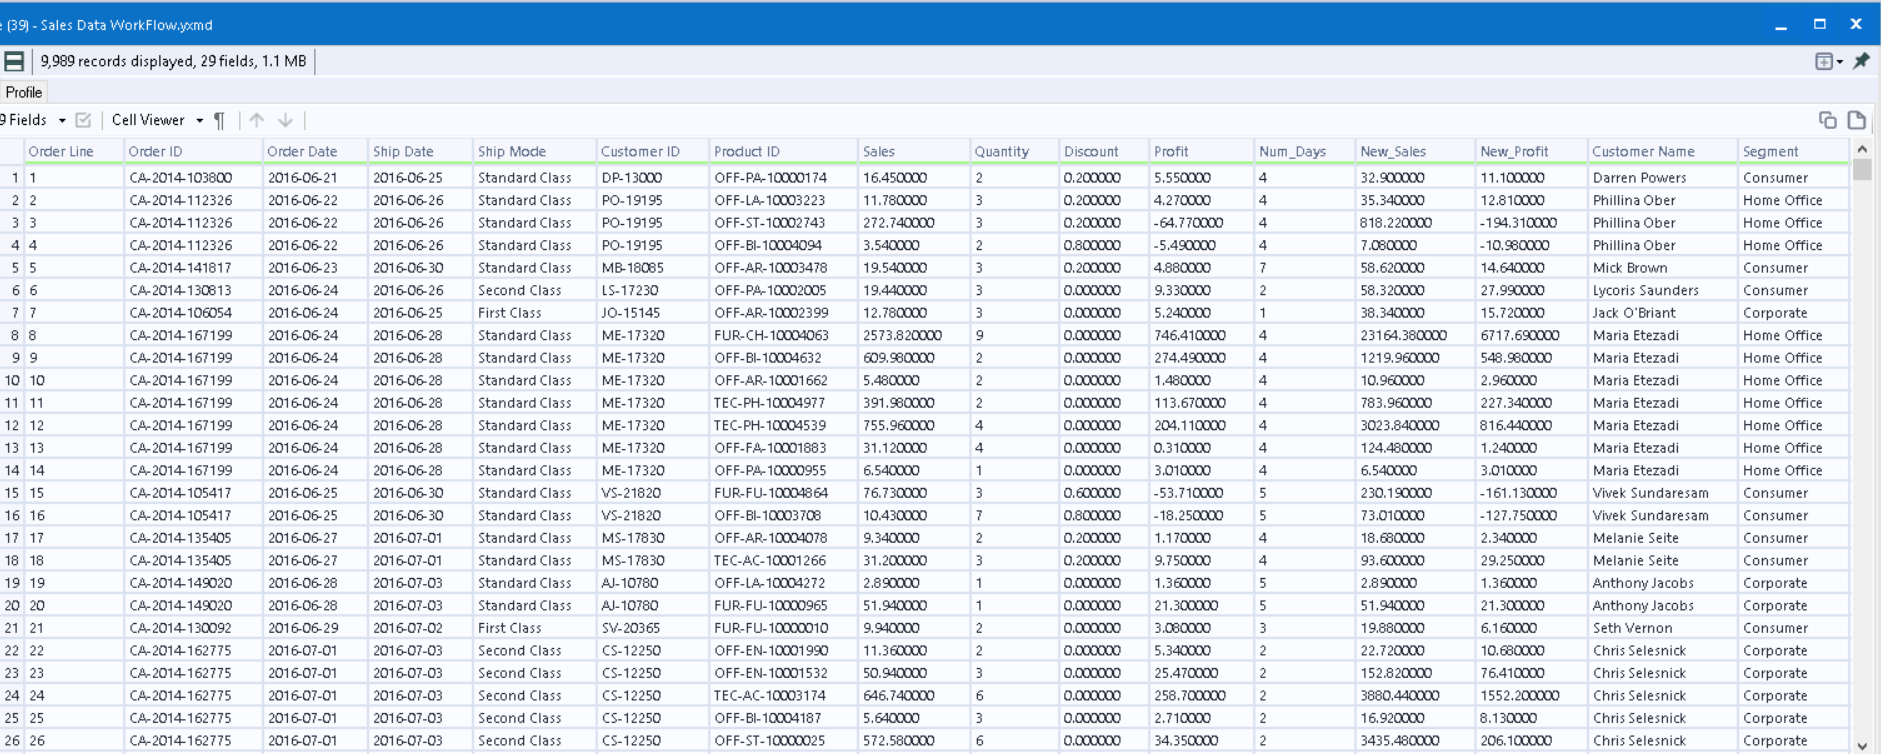 e (39) - Sales Data WorkFlow.yxmd
9,989 records displayed, 29 fields, 1.1 MB
Profile
9 Fields Cell Viewer
Order Line Order ID Order Date Ship Date Ship Mode Customer ID Product ID Sales Quantity Discount Profit Num_Days New_Sales New_Profit Customer Name Segment
1 1 CA-2014-103800 2016-06-21 2016-06-25 Standard Class DP-13000 OFF-PA-10000174 16.450000 2 0.200000 5.550000 4 32.900000 11.100000 Darren Powers Consumer
2 2 CA-2014-112326 2016-06-22 2016-06-26 Standard Class PO-19195 OFF-LA-10003223 11.780000 3 0.200000 4.270000 4 35.340000 12.810000 Phillina Ober Home Office
3 3 CA-2014-112326 2016-06-22 2016-06-26 Standard Class PO-19195 OFF-ST-10002743 272.740000 3 0.200000 -64.770000 4 818.220000 -194.310000 Phillina Ober Home Office
4 4 CA-2014-112326 2016-06-22 2016-06-26 Standard Class PO-19195 OFF-BI-10004094 3.540000 2 0.800000 -5.490000 4 7.080000 -10.980000 Phillina Ober Home Office
5 5 CA-2014-141817 2016-06-23 2016-06-30 Standard Class MB-18085 OFF-AR-10003478 19.540000 3 0.200000 4.880000 7 58.620000 14.640000 Mick Brown Consumer
6 6 CA-2014-130813 2016-06-24 2016-06-26 Second Class LS-17230 OFF-PA-10002005 19.440000 3 0.000000 9.330000 2 58.320000 27.990000 Lycoris Saunders Consumer
7 7 CA-2014-106054 2016-06-24 2016-06-25 First Class JO-15145 OFF-AR-10002399 12.780000 3 0.000000 5.240000 1 38.340000 15.720000 Jack O'Briant Corporate
8 8 CA-2014-167199 2016-06-24 2016-06-28 Standard Class ME-17320 FUR-CH-10004063 2573.820000 9 0.000000 746.410000 4 23164.380000 6717.690000 Maria Etezadi Home Office
9 9 CA-2014-167199 2016-06-24 2016-06-28 Standard Class ME-17320 OFF-BI-10004632 609.980000 2 0.000000 274.490000 4 1219.960000 548.980000 Maria Etezadi Home Office
10 10 CA-2014-167199 2016-06-24 2016-06-28 Standard Class ME-17320 OFF-AR-10001662 5.480000 2 0.000000 1.480000 4 10.960000 2.960000 Maria Etezadi Home Office
11 11 CA-2014-167199 2016-06-24 2016-06-28 Standard Class ME-17320 TEC-PH-10004977 391.980000 2 0.000000 113.670000 4 783.960000 227.340000 Maria Etezadi Home Office
12 12 CA-2014-167199 2016-06-24 2016-06-28 Standard Class ME-17320 TEC-PH-10004539 755.960000 4 0.000000 204.110000 4 3023.840000 816.440000 Maria Etezadi Home Office
13 13 CA-2014-167199 2016-06-24 2016-06-28 Standard Class ME-17320 OFF-FA-10001883 31.120000 4 0.000000 0.310000 4 124.480000 1.240000 Maria Etezadi Home Office
14 14 CA-2014-167199 2016-06-24 2016-06-28 Standard Class ME-17320 OFF-PA-10000955 6.540000 1 0.000000 3.010000 4 6.540000 3.010000 Maria Etezadi Home Office
15 15 CA-2014-105417 2016-06-25 2016-06-30 Standard Class VS-21820 FUR-FU-10004864 76.730000 3 0.600000 -53.710000 5 230.190000 -161.130000 Vivek Sundaresam Consumer
16 16 CA-2014-105417 2016-06-25 2016-06-30 Standard Class VS-21820 OFF-BI-10003708 10.430000 7 0.800000 -18.250000 5 73.010000 -127.750000 Vivek Sundaresam Consumer
17 17 CA-2014-135405 2016-06-27 2016-07-01 Standard Class MS-17830 OFF-AR-10004078 9.340000 2 0.200000 1.170000 4 18.680000 2.340000 Melanie Seite Consumer
18 18 CA-2014-135405 2016-06-27 2016-07-01 Standard Class MS-17830 TEC-AC-10001266 31.200000 3 0.200000 9.750000 4 93.600000 29.250000 Melanie Seite Consumer
19 19 CA-2014-149020 2016-06-28 2016-07-03 Standard Class AJ-10780 OFF-LA-10004272 2.890000 1 0.000000 1.360000 5 2.890000 1.360000 Anthony Jacobs Corporate
20 20 CA-2014-149020 2016-06-28 2016-07-03 Standard Class AJ-10780 FUR-FU-10000965 51.940000 1 0.000000 21.300000 5 51.940000 21.300000 Anthony Jacobs Corporate
21 21 CA-2014-130092 2016-06-29 2016-07-02 First Class SV-20365 FUR-FU-10000010 9.940000 2 0.000000 3.080000 3 19.880000 6.160000 Seth Vernon Consumer
22 22 CA-2014-162775 2016-07-01 2016-07-03 Second Class CS-12250 OFF-EN-10001990 11.360000 2 0.000000 5.340000 2 22.720000 10.680000 Chris Selesnick Corporate
23 23 CA-2014-162775 2016-07-01 2016-07-03 Second Class CS-12250 OFF-EN-10001532 50.940000 3 0.000000 25.470000 2 152.820000 76.410000 Chris Selesnick Corporate
24 24 CA-2014-162775 2016-07-01 2016-07-03 Second Class CS-12250 TEC-AC-10003174 646.740000 6 0.000000 258.700000 2 3880.440000 1552.200000 Chris Selesnick Corporate
25 25 CA-2014-162775 2016-07-01 2016-07-03 Second Class CS-12250 OFF-BI-10004187 5.640000 3 0.000000 2.710000 2 16.920000 8.130000 Chris Selesnick Corporate
26 26 CA-2014-162775 2016-07-01 2016-07-03 Second Class CS-12250 OFF-ST-10000025 572.580000 6 0.000000 34.350000 2 3435.480000 206.100000 Chris Selesnick Corporate